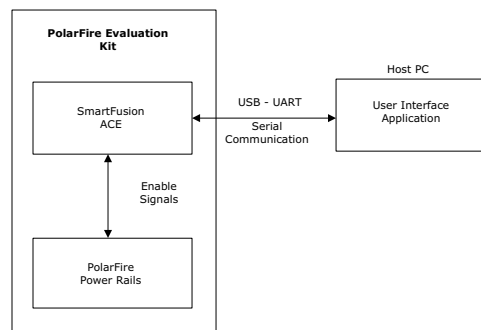 PolarFire Evaluation
Kit
SmartFusion
ACE
Enable
Signals
PolarFire
Power Rails
USB - UART
Serial
Communication
Host PC
User Interface
Application